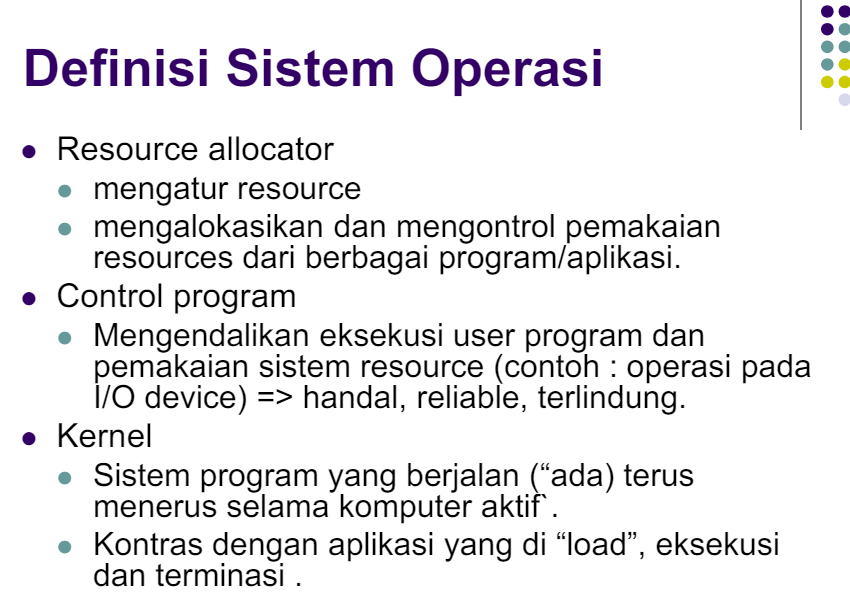 Definisi Sistem Operasi
Resource allocator
mengatur resource
mengalokasikan dan mengontrol pemakaian
resources dari berbagai program/aplikasi.
Control program
Mengendalikan eksekusi user program dan
pemakaian sistem resource (contoh : operasi pada
I/O device) => handal, reliable, terlindung.
Kernel
Sistem program yang berjalan (“ada) terus
menerus selama komputer aktif`.
Kontras dengan aplikasi yang di “load”, eksekusi
dan terminasi .